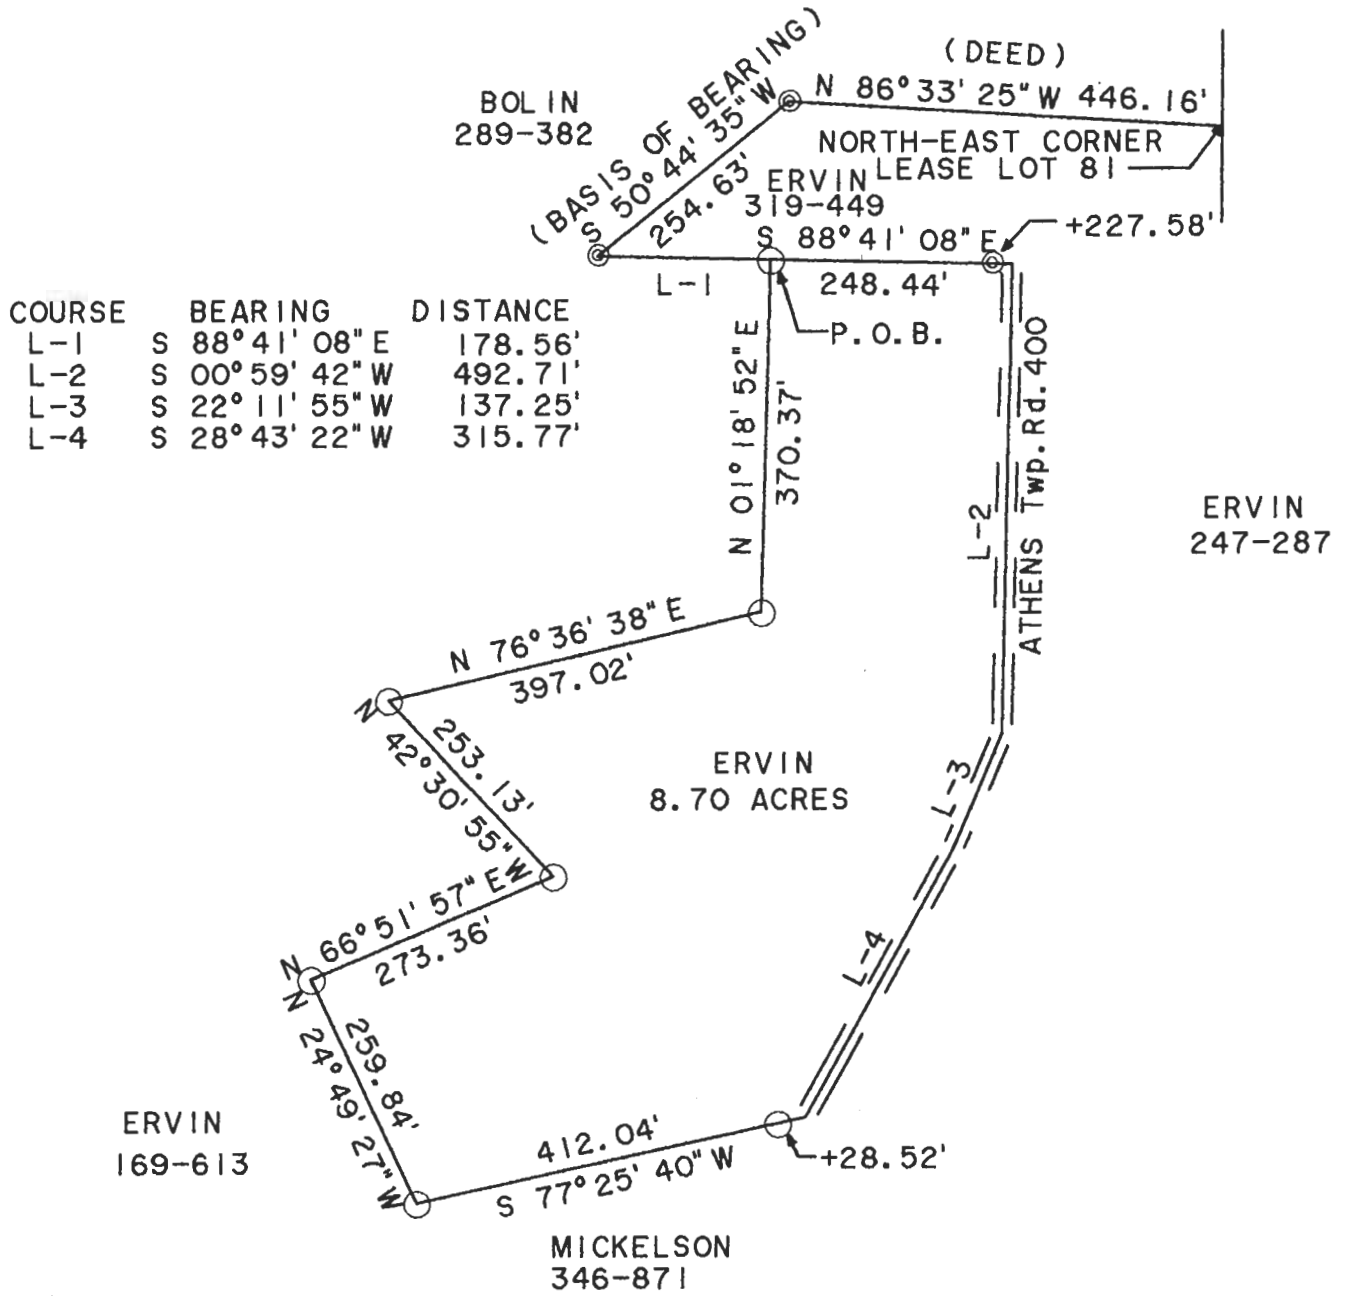 (DEED)
N 86°33' 25" W 446.16'
NORTH-EAST CORNER
LEASE LOT 81
BOLIN
289-382
(BASIS OF BEARING)
S 50°44' 35" W
254.63'
ERVIN
319-449
S 88°41' 08" E
248.44'
+227.58'
L-1
P.O.B.
COURSE BEARING DISTANCE
L-1 S 88°41' 08" E 178.56'
L-2 S 00°59' 42" W 492.71'
L-3 S 22°11' 55" W 137.25'
L-4 S 28°43' 22" W 315.77'
N 01°18' 52" E
370.37'
L-2
ATHENS Twp. Rd. 400
ERVIN
247-287
N 76°36' 38" E
397.02'
253.13'
N 42°30' 55" W
ERVIN
8.70 ACRES
L-3
N 66°51' 57" E
273.36'
L-4
259.84'
N 24°49' 27" W
ERVIN
169-613
412.04'
S 77°25' 40" W
+28.52'
MICKELSON
346-871